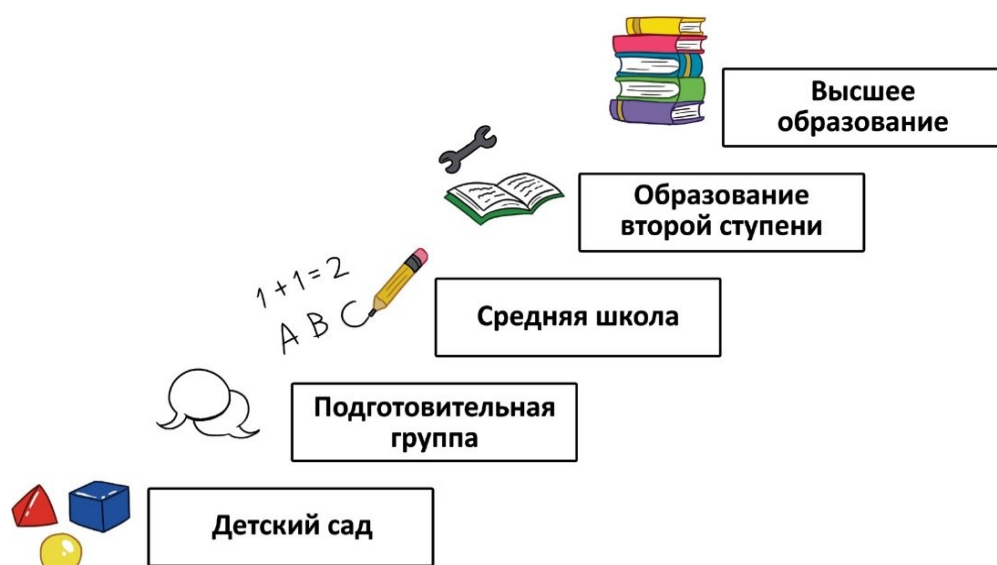 Высшее
образование
Образование
второй ступени
1+1=2
A B C
Средняя школа
Подготовительная
группа
Детский сад